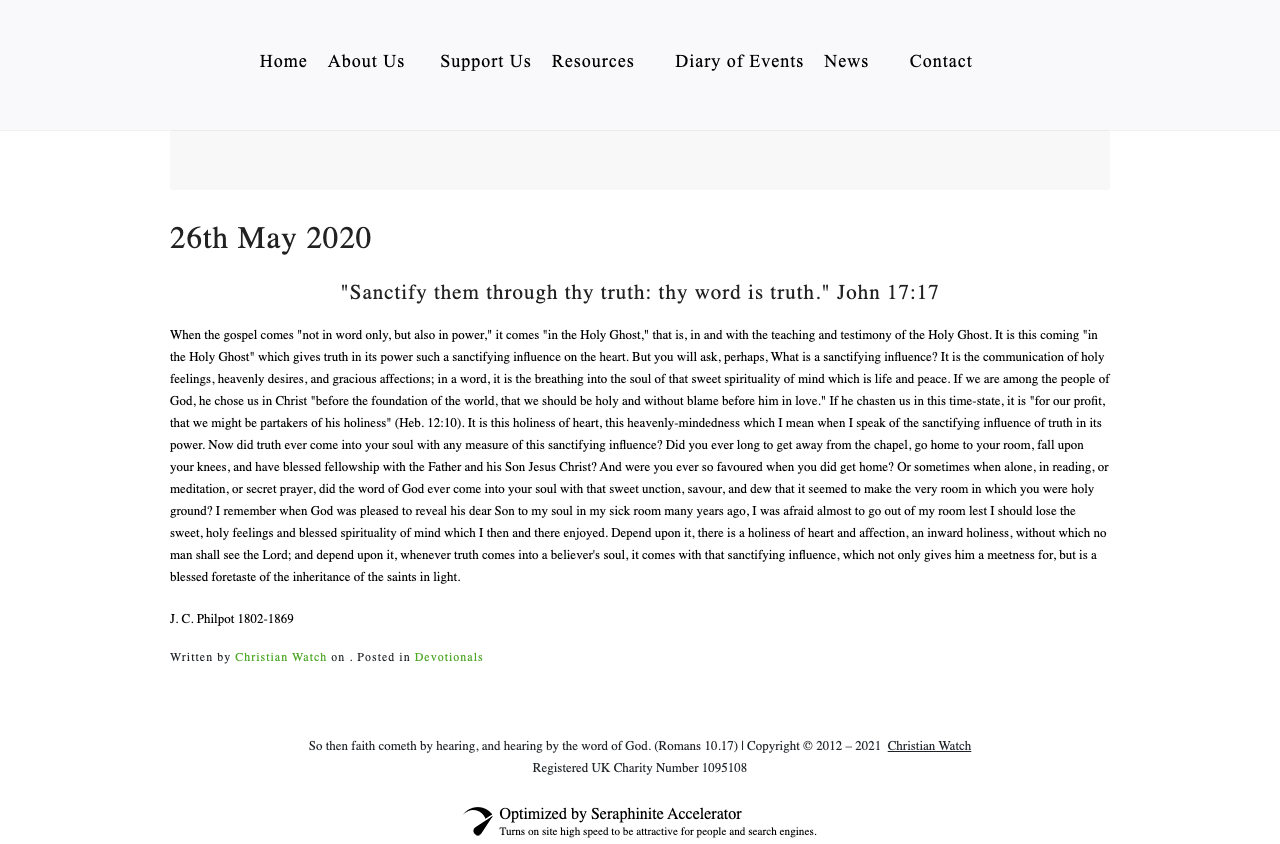 Home About Us Support Us Resources Diary of Events News Contact
26th May 2020
"Sanctify them through thy truth: thy word is truth." John 17:17
When the gospel comes "not in word only, but also in power," it comes "in the Holy Ghost," that is, in and with the teaching and testimony of the Holy Ghost. It is this coming "in
the Holy Ghost" which gives truth in its power such a sanctifying influence on the heart. But you will ask, perhaps, What is a sanctifying influence? It is the communication of holy
feelings, heavenly desires, and gracious affections; in a word, it is the breathing into the soul of that sweet spirituality of mind which is life and peace. If we are among the people of
God, he chose us in Christ "before the foundation of the world, that we should be holy and without blame before him in love." If he chasten us in this time-state, it is "for our profit,
that we might be partakers of his holiness" (Heb. 12:10). It is this holiness of heart, this heavenly-mindedness which I mean when I speak of the sanctifying influence of truth in its
power. Now did truth ever come into your soul with any measure of this sanctifying influence? Did you ever long to get away from the chapel, go home to your room, fall upon
your knees, and have blessed fellowship with the Father and his Son Jesus Christ? And were you ever so favoured when you did get home? Or sometimes when alone, in reading, or
meditation, or secret prayer, did the word of God ever come into your soul with that sweet unction, savour, and dew that it seemed to make the very room in which you were holy
ground? I remember when God was pleased to reveal his dear Son to my soul in my sick room many years ago, I was afraid almost to go out of my room lest I should lose the
sweet, holy feelings and blessed spirituality of mind which I then and there enjoyed. Depend upon it, there is a holiness of heart and affection, an inward holiness, without which no
man shall see the Lord; and depend upon it, whenever truth comes into a believer's soul, it comes with that sanctifying influence, which not only gives him a meetness for, but is a
blessed foretaste of the inheritance of the saints in light.
J. C. Philpot 1802-1869
Written by Christian Watch on . Posted in Devotionals
So then faith cometh by hearing, and hearing by the word of God. (Romans 10.17) | Copyright © 2012 – 2021 Christian Watch
Registered UK Charity Number 1095108
Optimized by Seraphinite Accelerator
Turns on site high speed to be attractive for people and search engines.